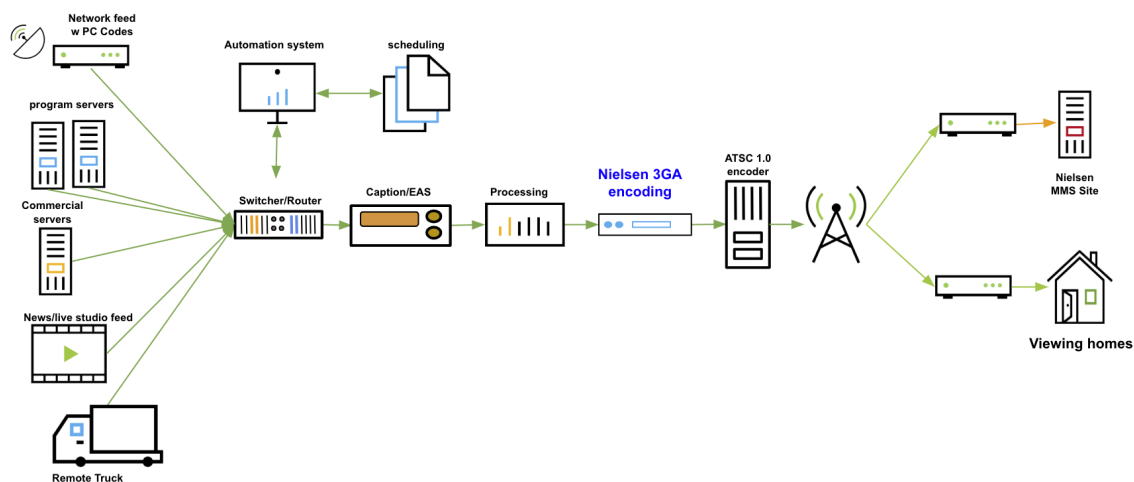 Network feed
w PC Codes
Automation system
scheduling
program servers
Commercial
servers
Switcher/Router
Caption/EAS
Processing
Nielsen 3GA
encoding
ATSC 1.0
encoder
Nielsen
MMS Site
News/live studio feed
Viewing homes
Remote Truck